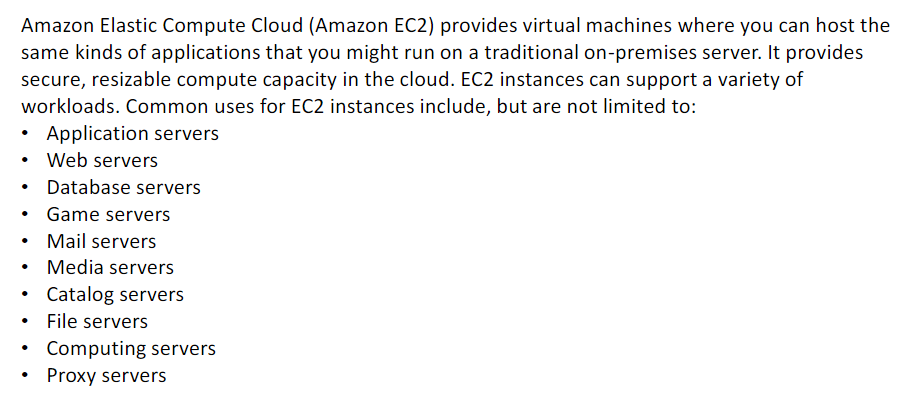 Amazon Elastic Compute Cloud (Amazon EC2) provides virtual machines where you can host the
same kinds of applications that you might run on a traditional on-premises server. It provides
secure, resizable compute capacity in the cloud. EC2 instances can support a variety of
workloads. Common uses for EC2 instances include, but are not limited to:
• Application servers
• Web servers
• Database servers
• Game servers
• Mail servers
• Media servers
• Catalog servers
• File servers
• Computing servers
• Proxy servers